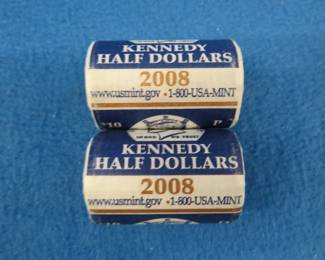 KENNEDY
HALF DOLLARS
2008
www.usmint.gov • 1-800-USA-MINT
$10
P
KENNEDY
HALF DOLLARS
2008
www.usmint.gov • 1-800-USA-MINT